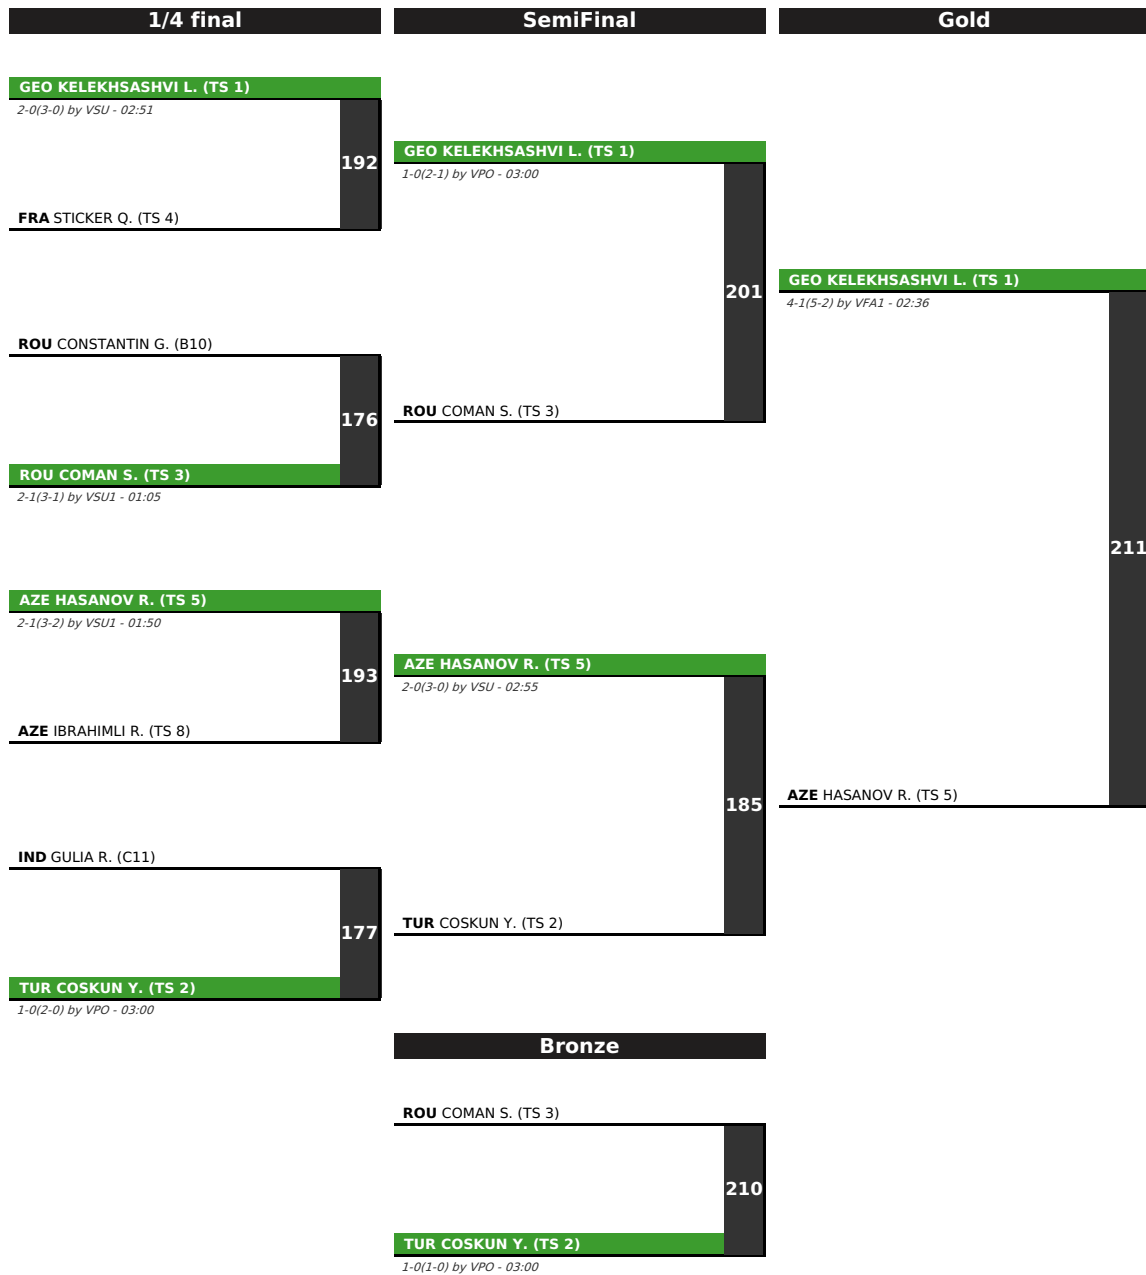 1/4 final
SemiFinal
Gold
GEO KELEKHSASHVI L. (TS 1)
2-0(3-0) by VSU - 02:51
192
FRA STICKER Q. (TS 4)
ROU CONSTANTIN G. (B10)
176
ROU COMAN S. (TS 3)
2-1(3-1) by VSU1 - 01:05
AZE HASANOV R. (TS 5)
2-1(3-2) by VSU1 - 01:50
193
AZE IBRAHIMLI R. (TS 8)
IND GULIA R. (C11)
177
TUR COSKUN Y. (TS 2)
1-0(2-0) by VPO - 03:00
GEO KELEKHSASHVI L. (TS 1)
1-0(2-1) by VPO - 03:00
201
ROU COMAN S. (TS 3)
AZE HASANOV R. (TS 5)
2-0(3-0) by VSU - 02:55
185
TUR COSKUN Y. (TS 2)
GEO KELEKHSASHVI L. (TS 1)
4-1(5-2) by VFA1 - 02:36
211
AZE HASANOV R. (TS 5)
Bronze
ROU COMAN S. (TS 3)
210
TUR COSKUN Y. (TS 2)
1-0(1-0) by VPO - 03:00